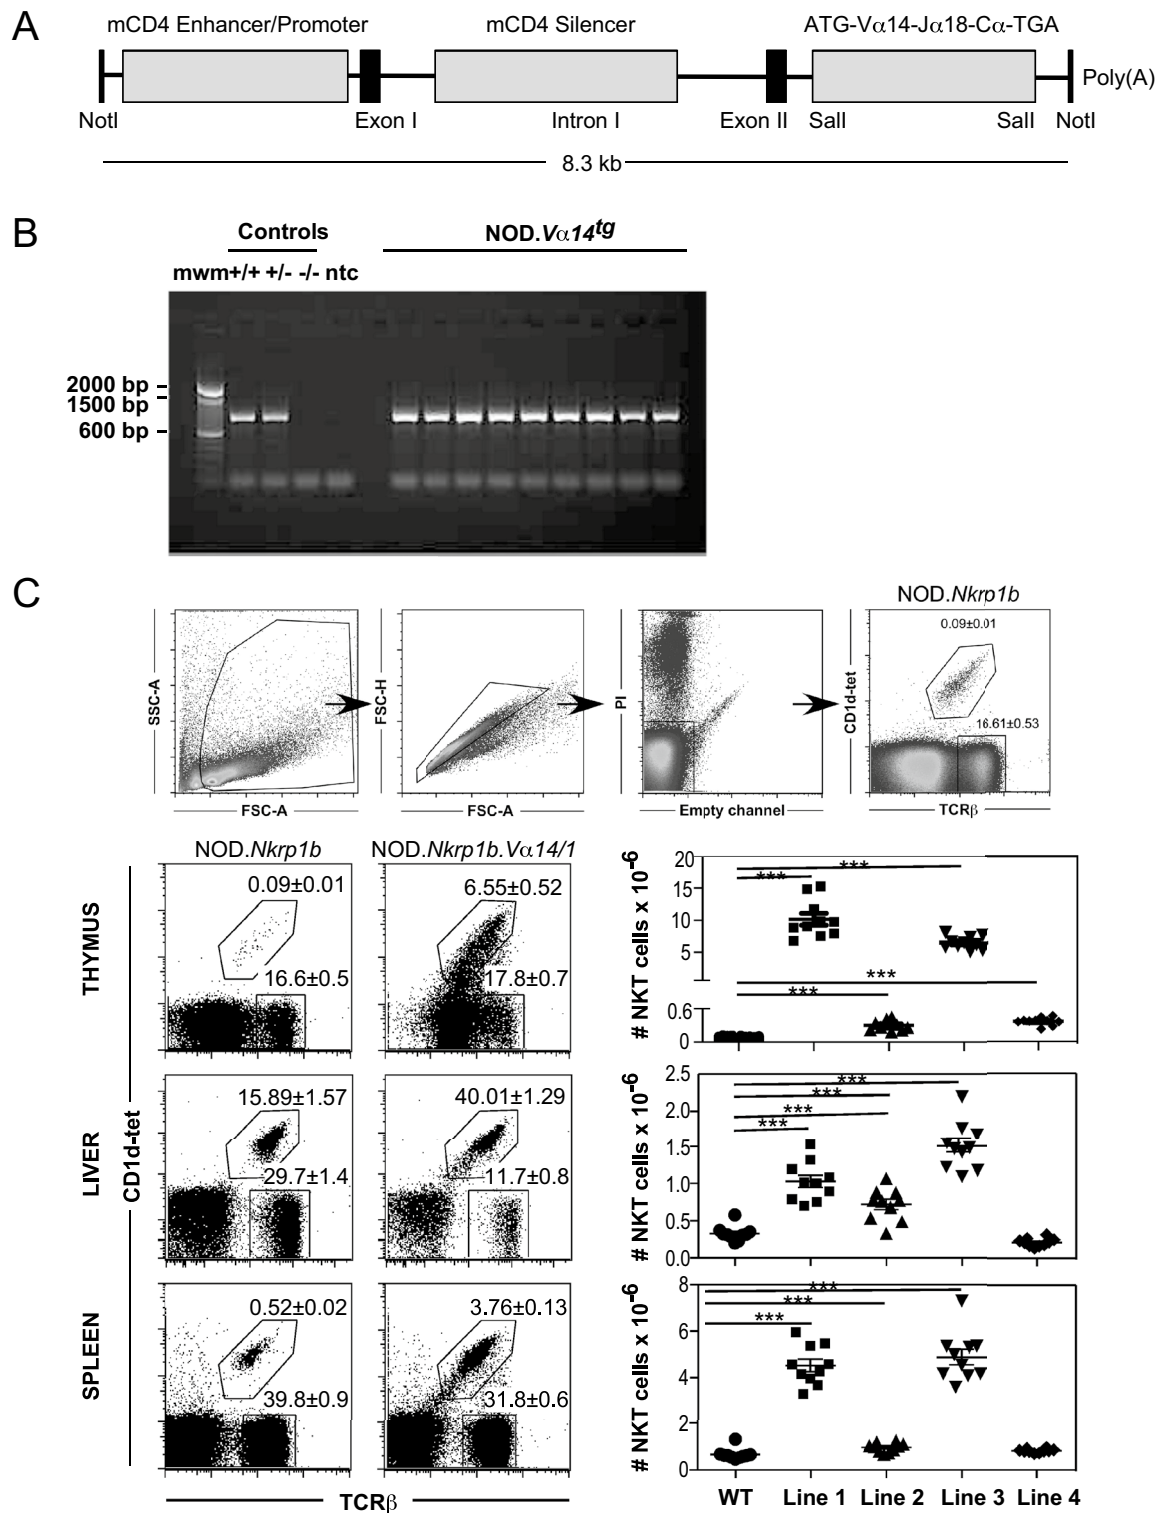 A
mCD4 Enhancer/Promoter mCD4 Silencer ATG-Vα14-Jα18-Cα-TGA
Poly(A)
NotI Exon I Intron I Exon II SalI SalI NotI
8.3 kb
B
Controls NOD.Vα14tg
mwm+/+ +/- -/- ntc
2000 bp
1500 bp
600 bp
C
NOD.Nkrp1b
SSC-A FSC-H PI CD1d-tet
0.09±0.01
16.61±0.53
FSC-A FSC-A Empty channel TCRβ
NOD.Nkrp1b NOD.Nkrp1b.Vα14/1
THYMUS
0.09±0.01 6.55±0.52
16.6±0.5 17.8±0.7
# NKT cells x 10-6
20
15
10
5
0.6
0
*** ***
*** ***
CD1d-tet
LIVER
15.89±1.57 40.01±1.29
29.7±1.4 11.7±0.8
# NKT cells x 10-6
2.5
2.0
1.5
1.0
0.5
0.0
***
***
***
***
SPLEEN
0.52±0.02 3.76±0.13
39.8±0.9 31.8±0.6
# NKT cells x 10-6
8
6
4
2
0
***
***
***
TCRβ
WT Line 1 Line 2 Line 3 Line 4